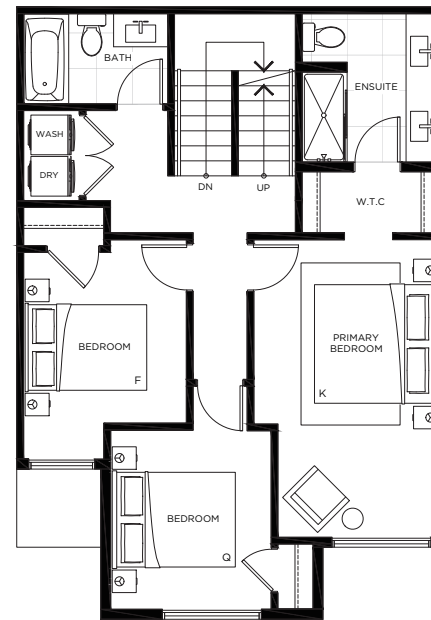 BATH
ENSUITE
WASH
DRY
DN
UP
W.T.C
BEDROOM
F
PRIMARY
BEDROOM
K
BEDROOM
Q